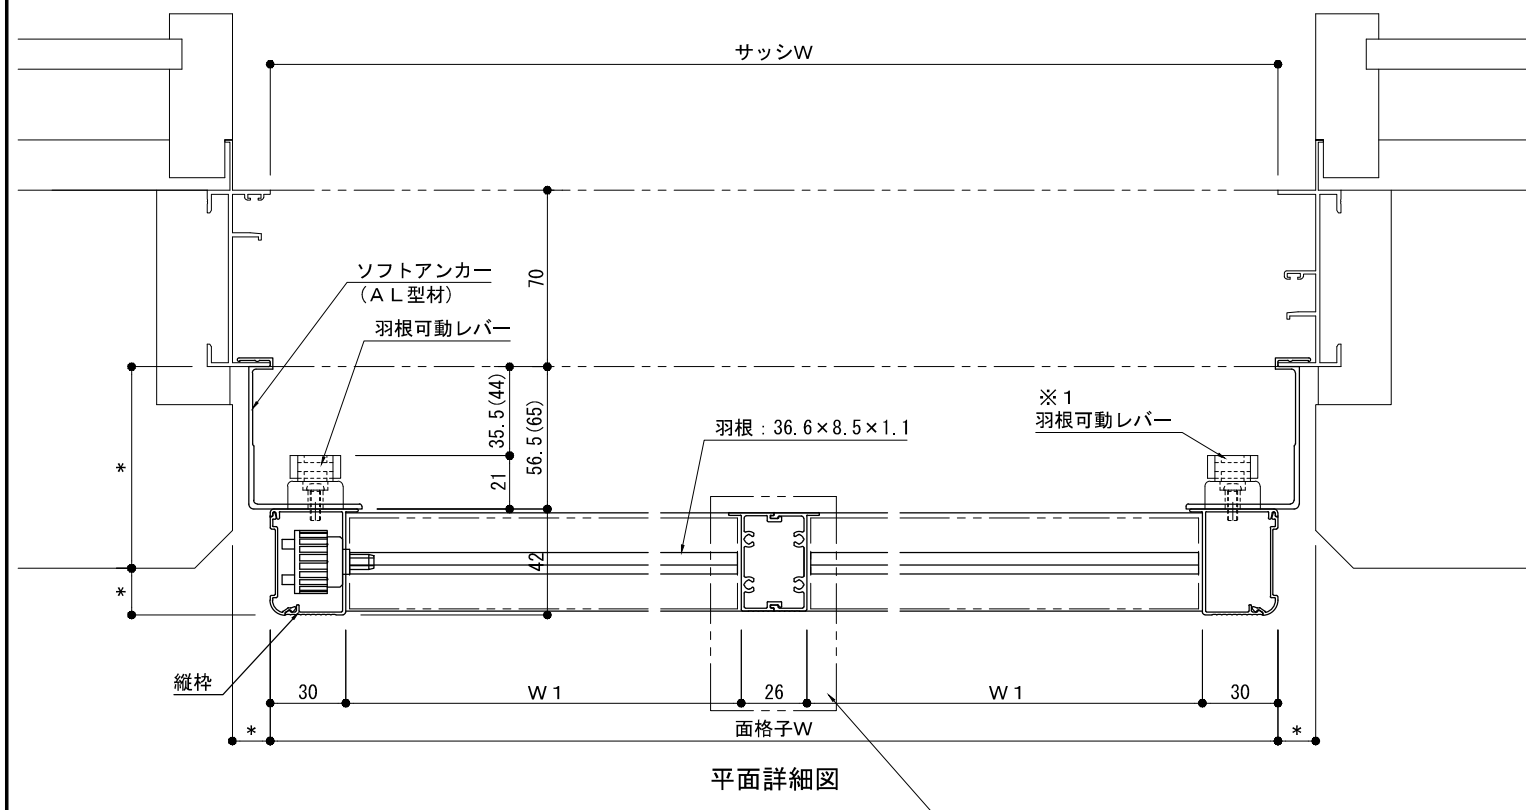 サッシW
70
ソフトアンカー
(AL型材)
羽根可動レバー
35.5(44)
56.5(65)
21
※1
羽根可動レバー
羽根：36.6×8.5×1.1
*
*
42
縦枠
30
W1
26
W1
30
*
面格子W
*
平面詳細図